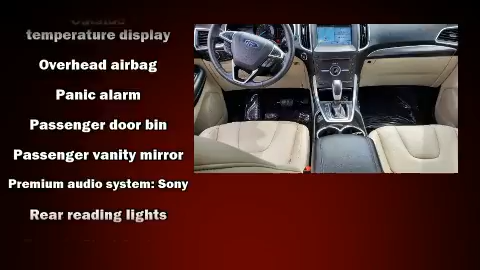 Outside
temperature display
Overhead airbag
Panic alarm
Passenger door bin
Passenger vanity mirror
Premium audio system: Sony
Rear reading lights